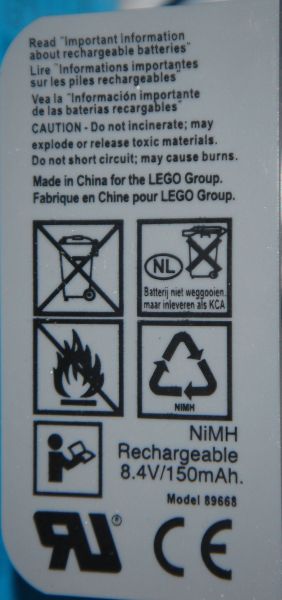 Read "Important Information
about rechargeable batteries"
Lire "Informations importantes
sur les piles rechargeables
Vea la "Información importante
de las baterias recargables"
CAUTION - Do not incinerate; may
explode or release toxic materials.
Do not short circuit; may cause burns.
Made in China for the LEGO Group.
Fabrique en Chine pour LEGO Group.
NL
Batterij niet weggooien,
maar inleveren als KCA
NIMH
NiMH
Rechargeable
8.4V/150mAh.
Model 89668
RU ®
CE